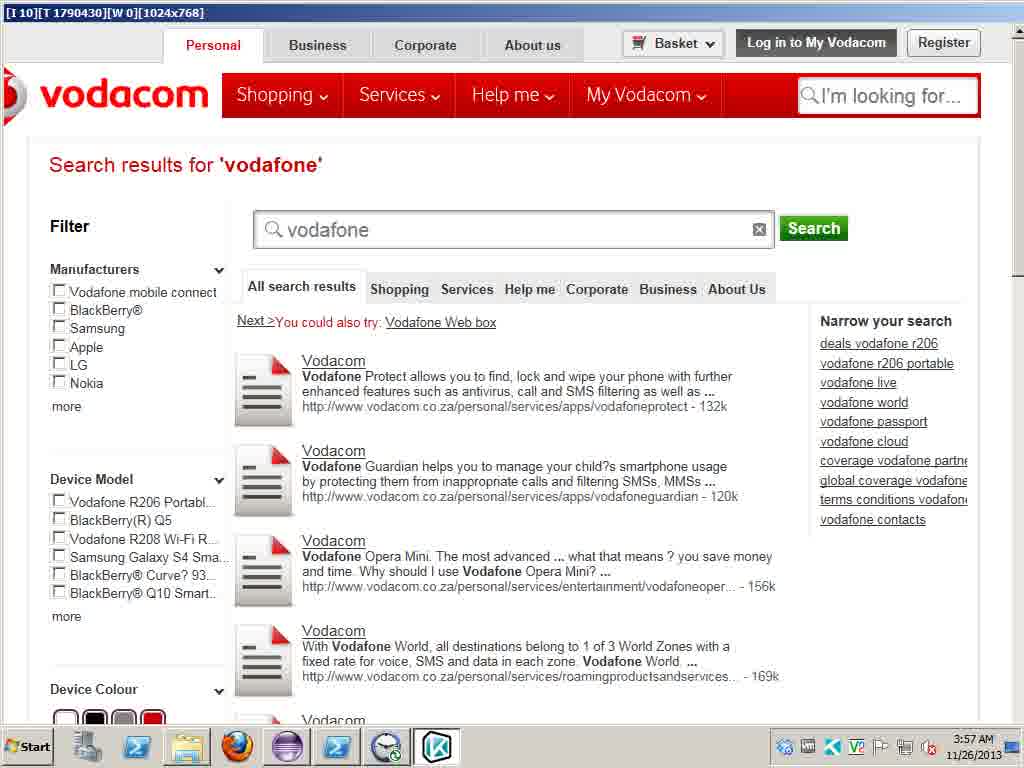 [I 10][T 1790430][W 0][1024x768]
Personal
Business
Corporate
About us
Basket
Log in to My Vodacom
Register
vodacom
Shopping
Services
Help me
My Vodacom
I'm looking for...
Search results for 'vodafone'
Filter
vodafone
Search
Manufacturers
Vodafone mobile connect
BlackBerry®
Samsung
Apple
LG
Nokia
more
Device Model
Vodafone R206 Portabl...
BlackBerry(R) Q5
Vodafone R208 Wi-Fi R...
Samsung Galaxy S4 Sma...
BlackBerry® Curve? 93...
BlackBerry® Q10 Smart...
more
Device Colour
All search results
Shopping
Services
Help me
Corporate
Business
About Us
Next >You could also try: Vodafone Web box
Vodacom
Vodafone Protect allows you to find, lock and wipe your phone with further
enhanced features such as antivirus, call and SMS filtering as well as ...
http://www.vodacom.co.za/personal/services/apps/vodafoneprotect - 132k
Vodacom
Vodafone Guardian helps you to manage your child?s smartphone usage
by protecting them from inappropriate calls and filtering SMSs, MMSs ...
http://www.vodacom.co.za/personal/services/apps/vodafoneguardian - 120k
Vodacom
Vodafone Opera Mini. The most advanced ... what that means ? you save money
and time. Why should I use Vodafone Opera Mini? ...
http://www.vodacom.co.za/personal/services/entertainment/vodafoneoper... - 156k
Vodacom
With Vodafone World, all destinations belong to 1 of 3 World Zones with a
fixed rate for voice, SMS and data in each zone. Vodafone World. ...
http://www.vodacom.co.za/personal/services/roamingproductsandservices... - 169k
Vodacom
Narrow your search
deals vodafone r206
vodafone r206 portable
vodafone live
vodafone world
vodafone passport
vodafone cloud
coverage vodafone partne
global coverage vodafone
terms conditions vodafon
vodafone contacts
Start
3:57 AM
11/26/2013